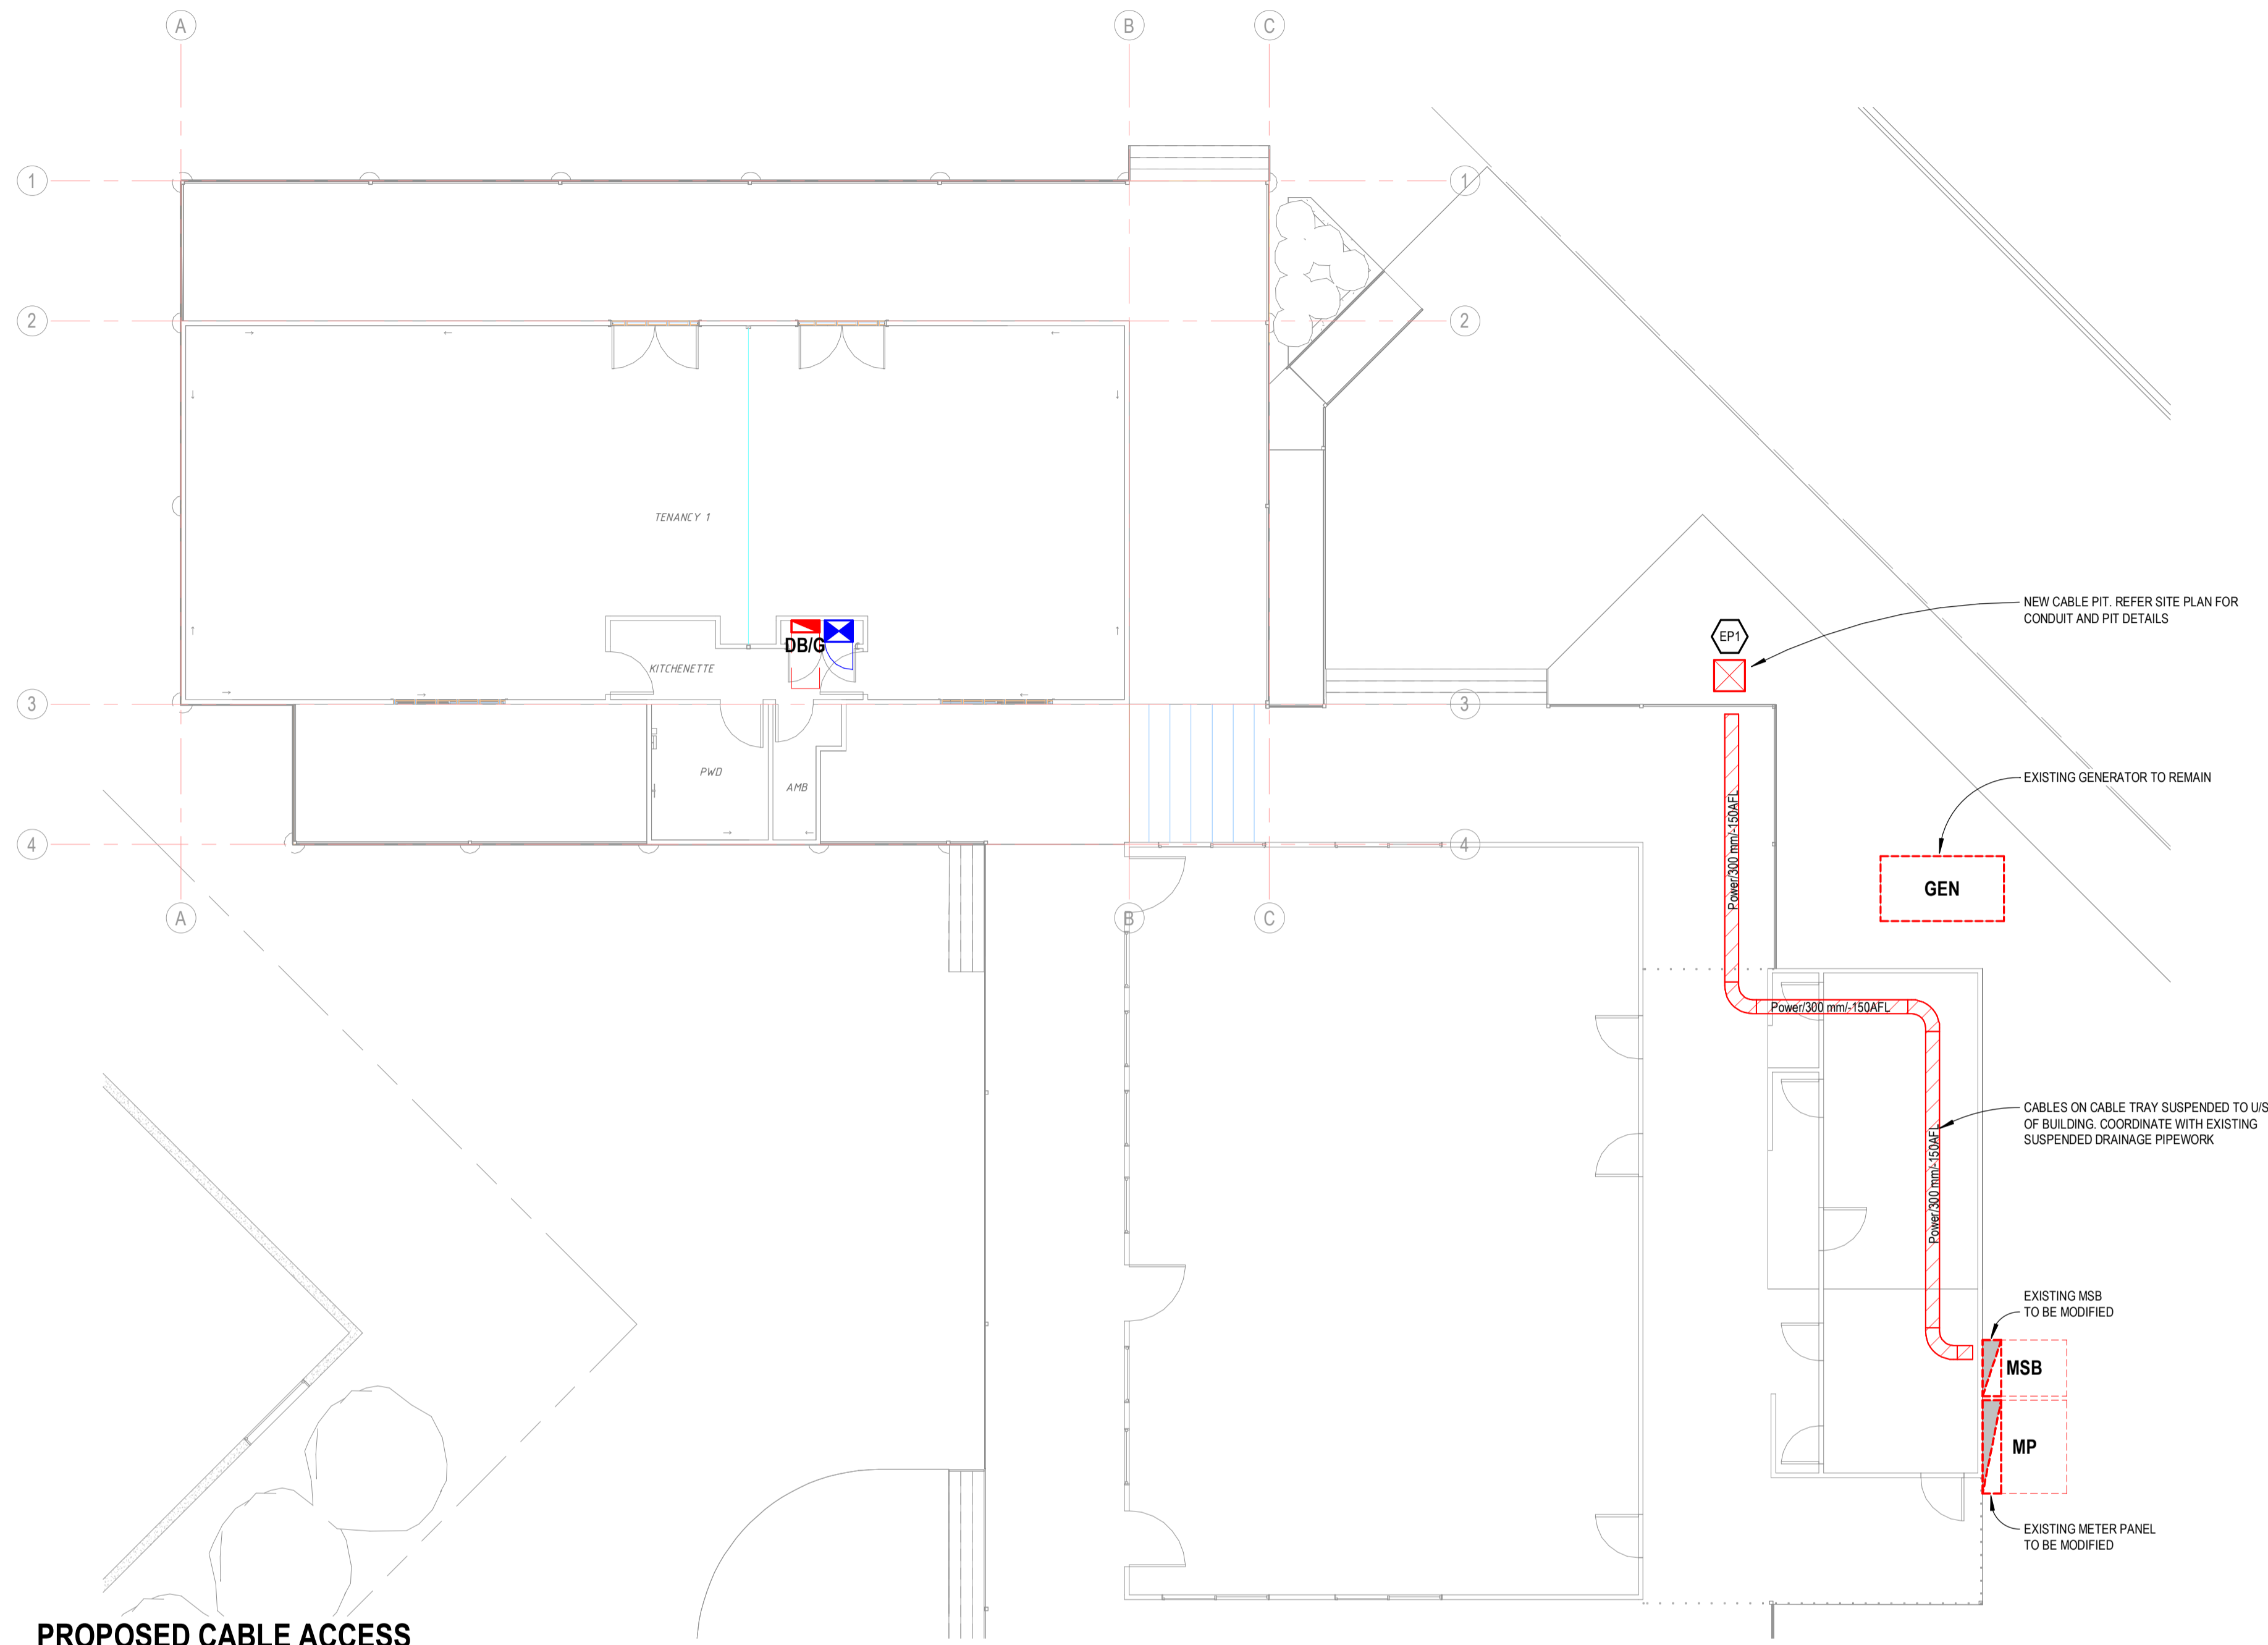 A
B
C
1
1
2
2
TENANCY 1
NEW CABLE PIT. REFER SITE PLAN FOR
CONDUIT AND PIT DETAILS
EP1
DB/G
KITCHENETTE
3
3
PWD
AMB
EXISTING GENERATOR TO REMAIN
Power/300 mm/-150AFL
4
4
GEN
A
B
C
Power/300 mm/-150AFL
CABLES ON CABLE TRAY SUSPENDED TO U/S
OF BUILDING. COORDINATE WITH EXISTING
SUSPENDED DRAINAGE PIPEWORK
Power/300 mm/-150AFL
EXISTING MSB
TO BE MODIFIED
MSB
MP
EXISTING METER PANEL
TO BE MODIFIED
PROPOSED CABLE ACCESS